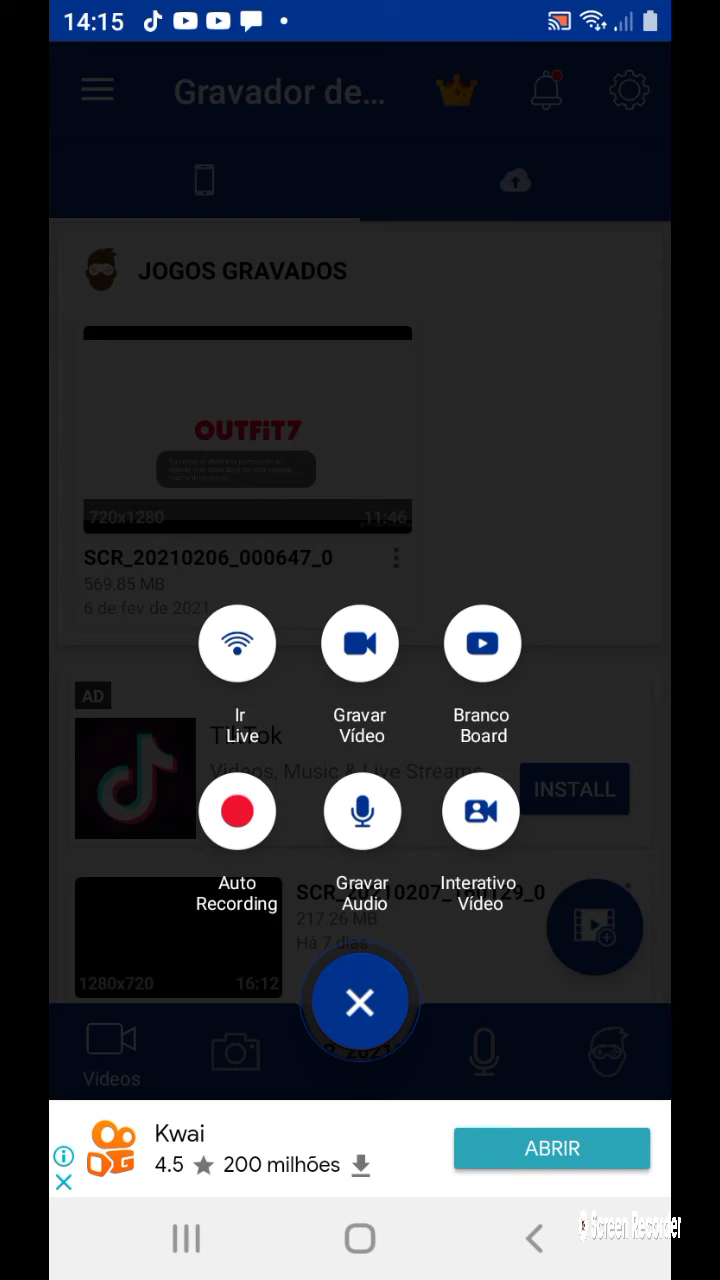 14:15
Gravador de...
JOGOS GRAVADOS
OUTFIT7
720x1280
11:46
SCR_20210206_000647_0
569.85 MB
6 de fev de 2021
Ir
Live
Gravar
Vídeo
Branco
Board
AD
TikTok
Videos, Music & Live Streams
INSTALL
Auto
Recording
Gravar
Audio
Interativo
Vídeo
SCR_20210207_160129_0
217.26 MB
Há 7 dias
1280x720
16:12
Videos
Kwai
4.5 ★ 200 milhões
ABRIR
Screen Recorder